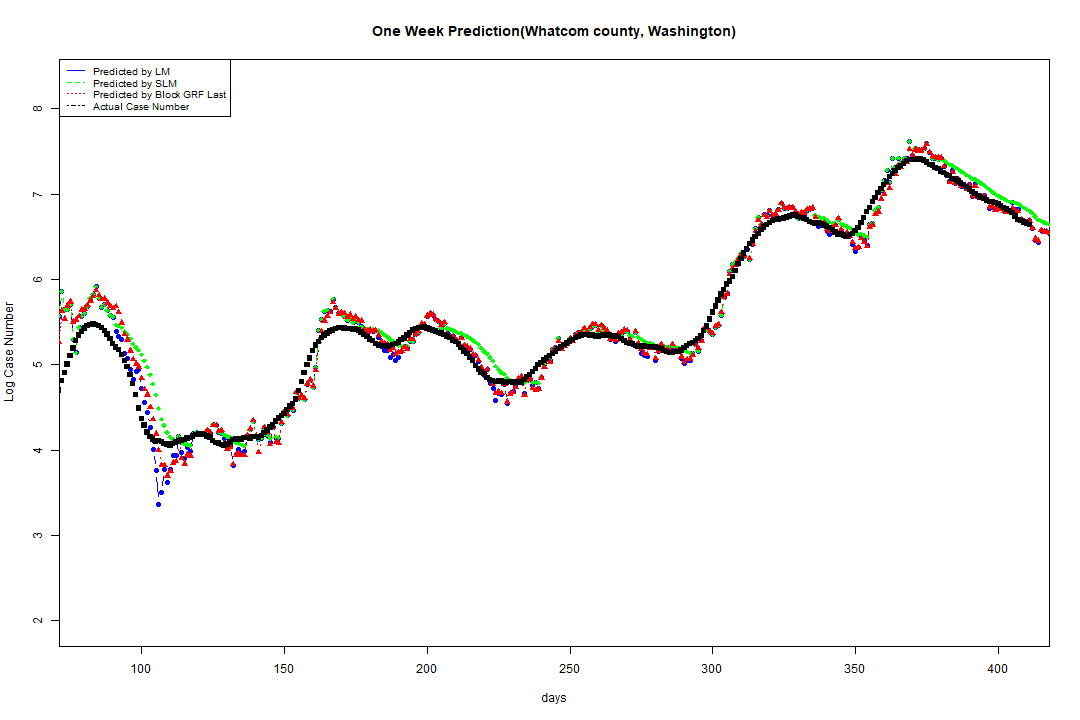 One Week Prediction(Whatcom county, Washington)
Predicted by LM
Predicted by SLM
Predicted by Block GRF Last
Actual Case Number
8
7
6
5
4
3
2
Log Case Number
100 150 200 250 300 350 400
days